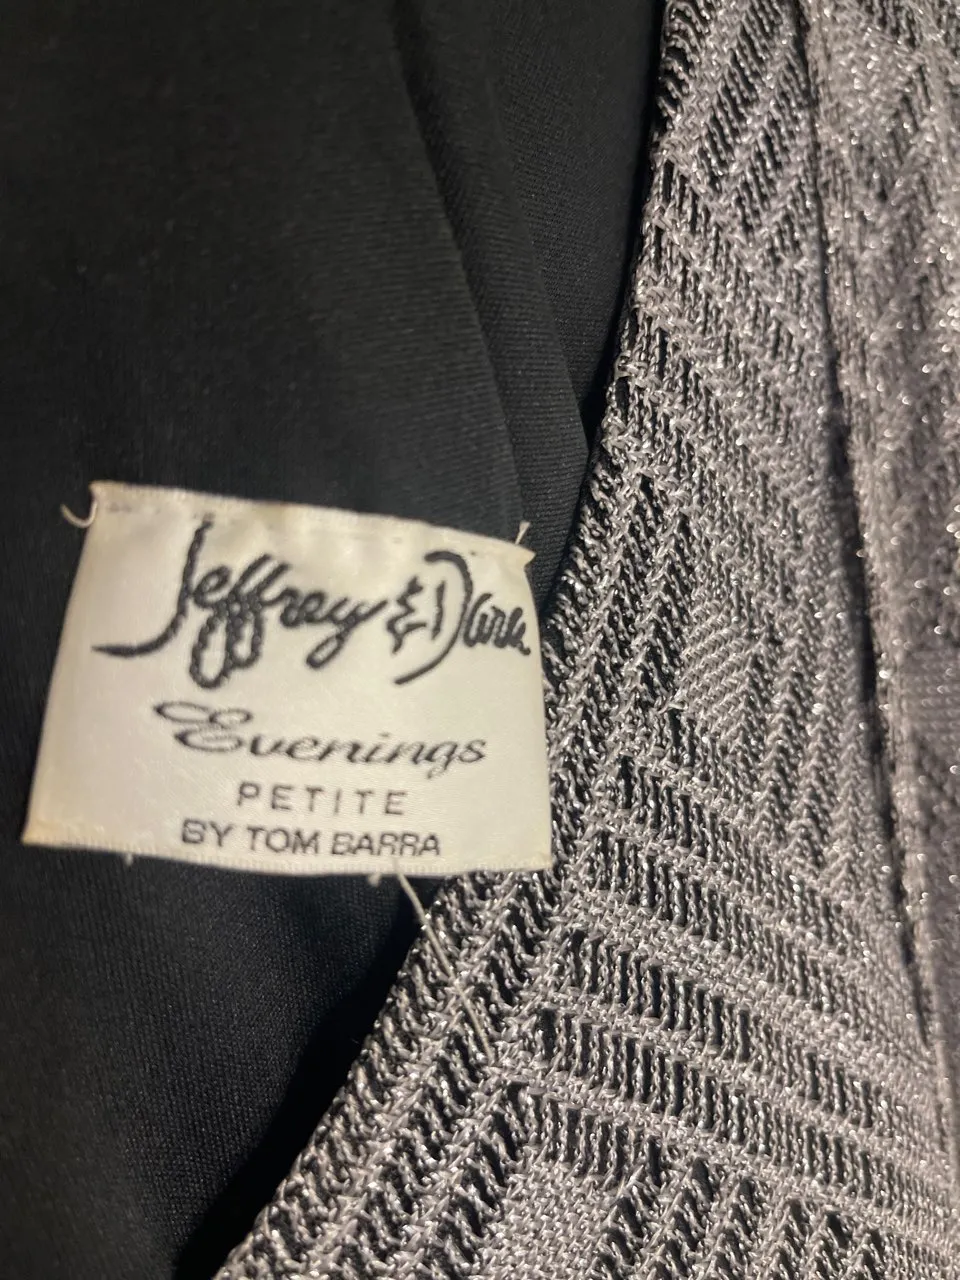 Jeffrey & Dara
Evenings
PETITE
BY TOM BARRA